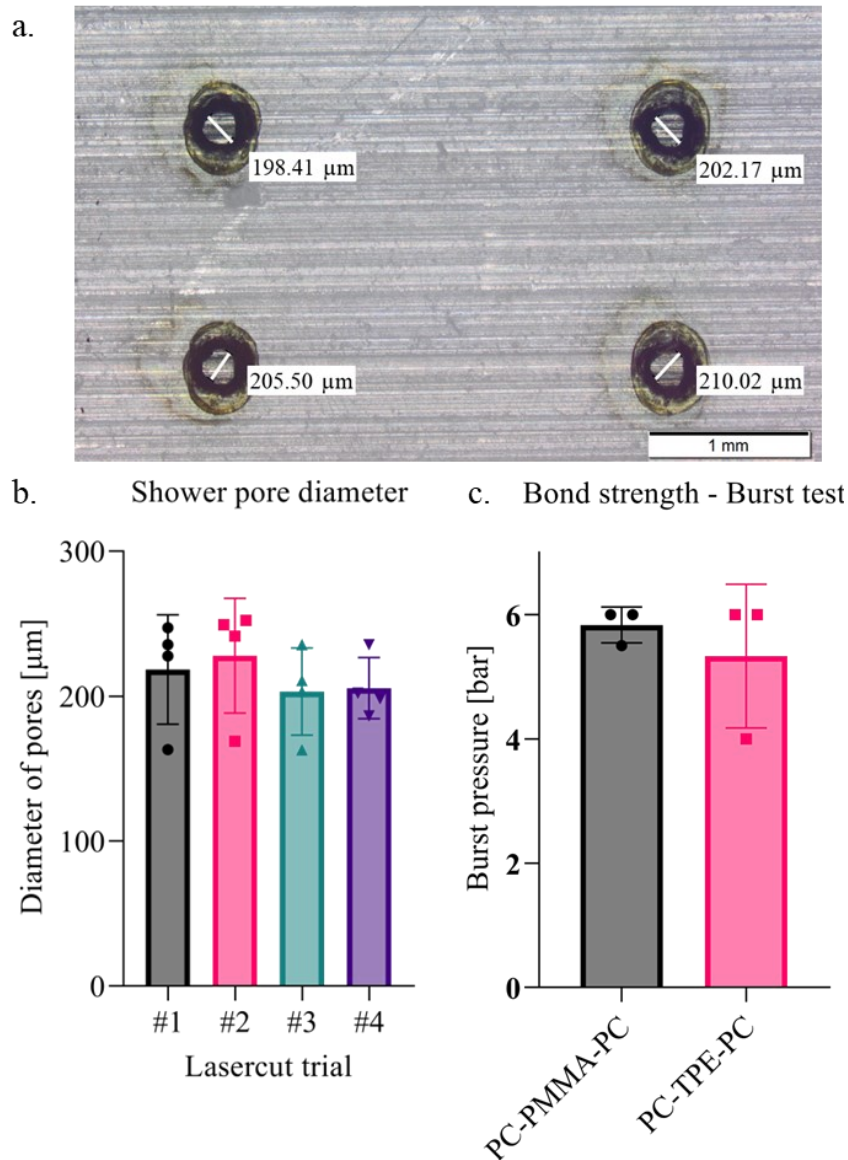 a.
198.41 µm
202.17 µm
205.50 µm
210.02 µm
1 mm
b.
Shower pore diameter
300
200
100
0
Diameter of pores [µm]
#1 #2 #3 #4
Lasercut trial
c.
Bond strength - Burst test
6
4
2
0
Burst pressure [bar]
PC-PMMA-PC
PC-TPE-PC